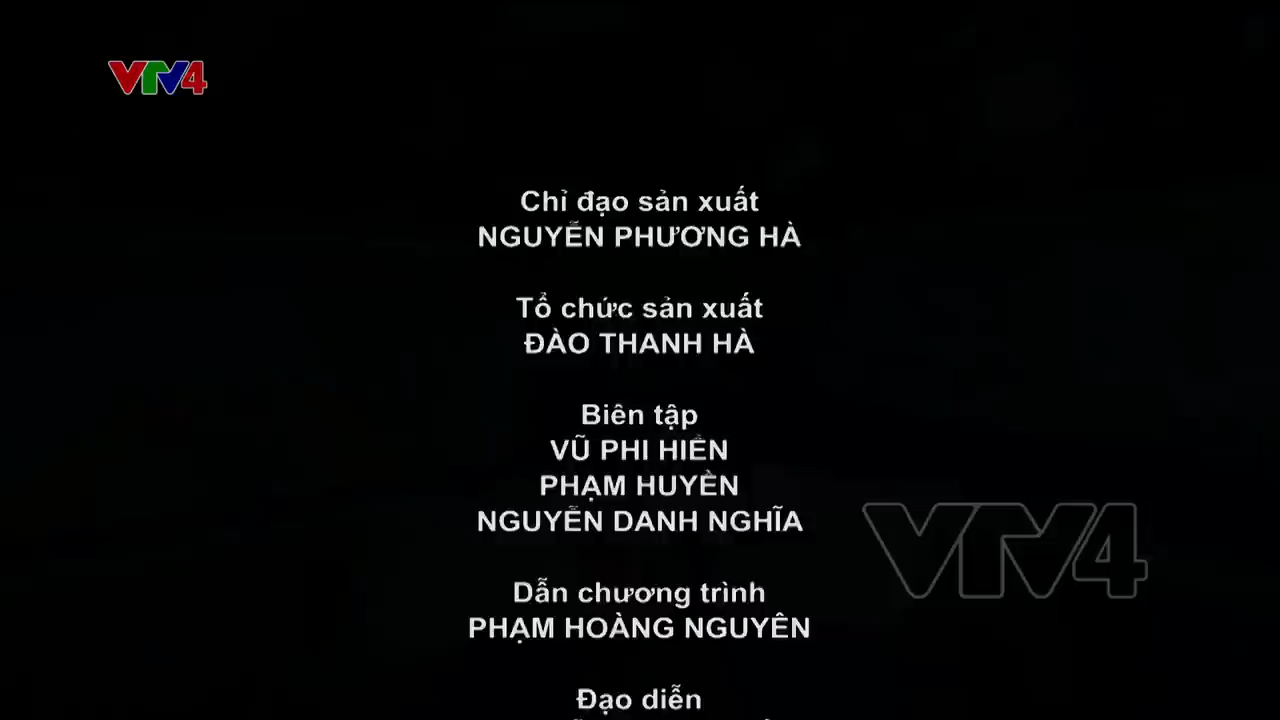 VTV4
Chỉ đạo sản xuất
NGUYỄN PHƯƠNG HÀ
Tổ chức sản xuất
ĐÀO THANH HÀ
Biên tập
VŨ PHI HIỀN
PHẠM HUYỀN
NGUYỄN DANH NGHĨA
VTV4
Dẫn chương trình
PHẠM HOÀNG NGUYÊN
Đạo diễn